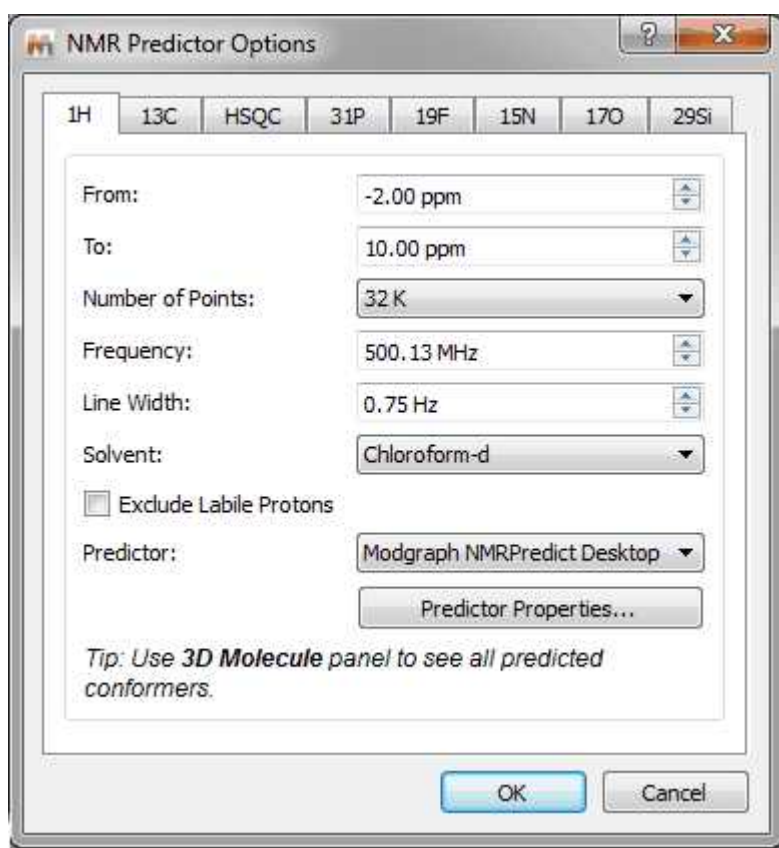 NMR Predictor Options
1H 13C HSQC 31P 19F 15N 17O 29Si
From: -2.00 ppm
To: 10.00 ppm
Number of Points: 32 K
Frequency: 500.13 MHz
Line Width: 0.75 Hz
Solvent: Chloroform-d
Exclude Labile Protons
Predictor: Modgraph NMRPredict Desktop
Predictor Properties...
Tip: Use 3D Molecule panel to see all predicted
conformers.
OK Cancel